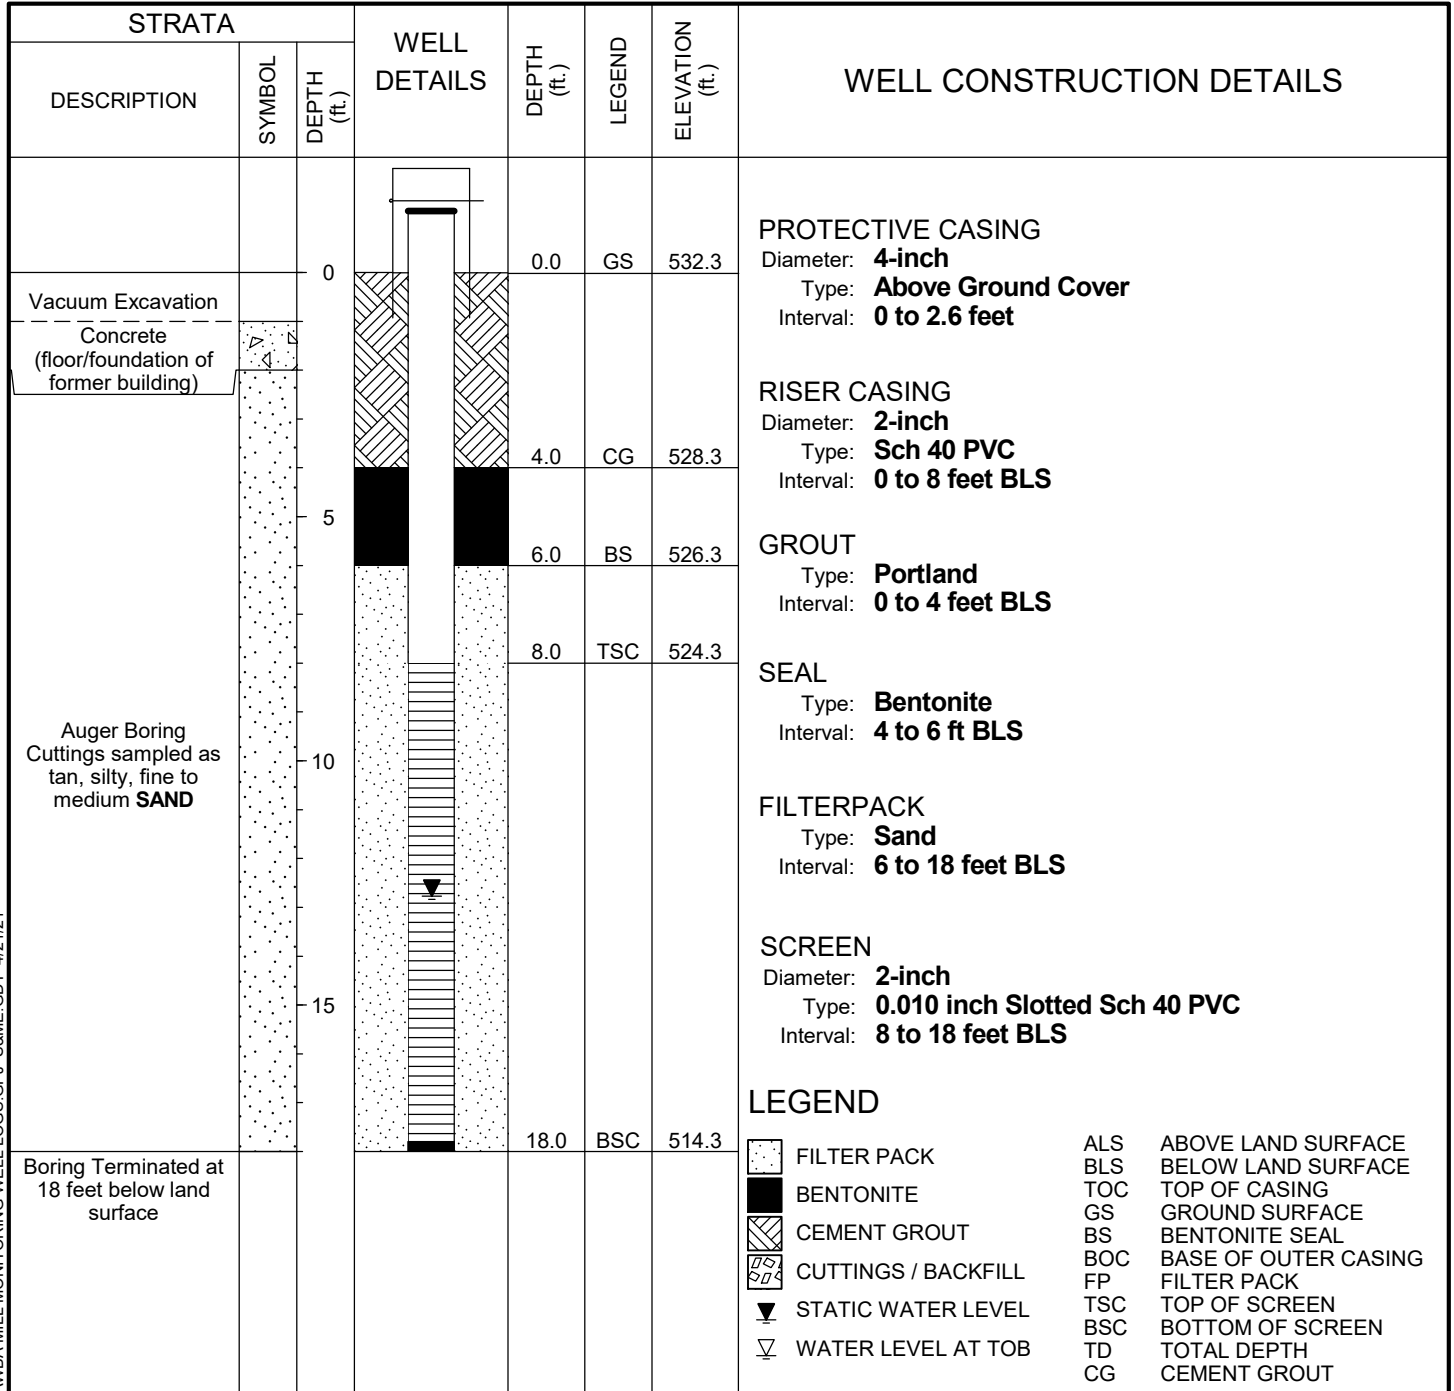 STRATA
DESCRIPTION
SYMBOL
DEPTH
(ft.)
WELL
DETAILS
DEPTH
(ft.)
LEGEND
ELEVATION
(ft.)
WELL CONSTRUCTION DETAILS
0.0 GS 532.3
0
Vacuum Excavation
Concrete
(floor/foundation of
former building)
4.0 CG 528.3
5
6.0 BS 526.3
8.0 TSC 524.3
Auger Boring
Cuttings sampled as
tan, silty, fine to
medium SAND
10
15
18.0 BSC 514.3
Boring Terminated at
18 feet below land
surface
PROTECTIVE CASING
Diameter: 4-inch
Type: Above Ground Cover
Interval: 0 to 2.6 feet
RISER CASING
Diameter: 2-inch
Type: Sch 40 PVC
Interval: 0 to 8 feet BLS
GROUT
Type: Portland
Interval: 0 to 4 feet BLS
SEAL
Type: Bentonite
Interval: 4 to 6 ft BLS
FILTERPACK
Type: Sand
Interval: 6 to 18 feet BLS
SCREEN
Diameter: 2-inch
Type: 0.010 inch Slotted Sch 40 PVC
Interval: 8 to 18 feet BLS
LEGEND
FILTER PACK
BENTONITE
CEMENT GROUT
CUTTINGS / BACKFILL
STATIC WATER LEVEL
WATER LEVEL AT TOB
ALS ABOVE LAND SURFACE
BLS BELOW LAND SURFACE
TOC TOP OF CASING
GS GROUND SURFACE
BS BENTONITE SEAL
BOC BASE OF OUTER CASING
FP FILTER PACK
TSC TOP OF SCREEN
BSC BOTTOM OF SCREEN
TD TOTAL DEPTH
CG CEMENT GROUT